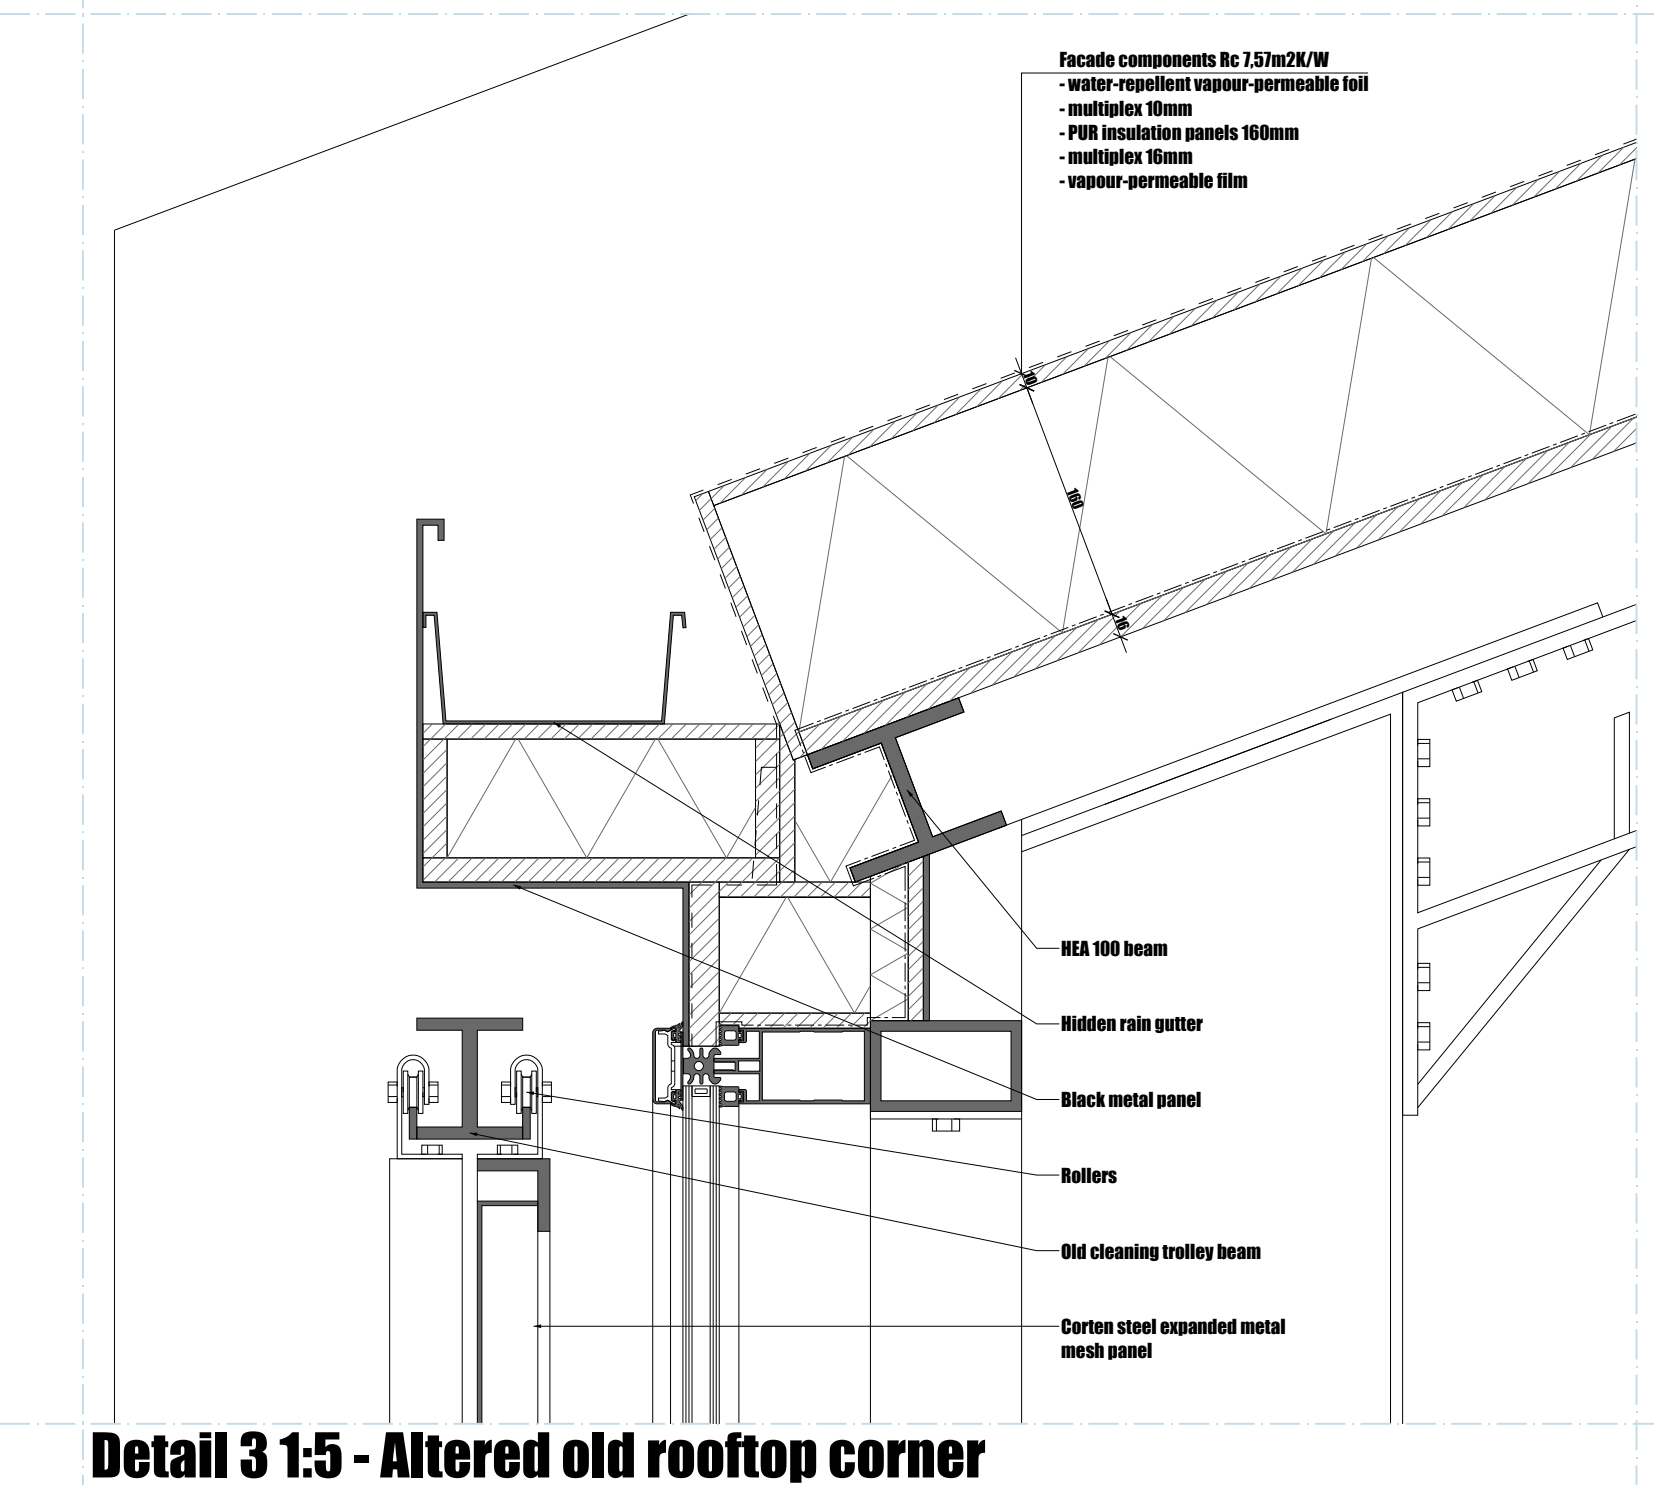 Facade components Rc 7,57m2K/W
- water-repellent vapour-permeable foil
- multiplex 10mm
- PUR insulation panels 160mm
- multiplex 16mm
- vapour-permeable film
10
160
16
HEA 100 beam
Hidden rain gutter
Black metal panel
Rollers
Old cleaning trolley beam
Corten steel expanded metal
mesh panel
Detail 3 1:5 - Altered old rooftop corner